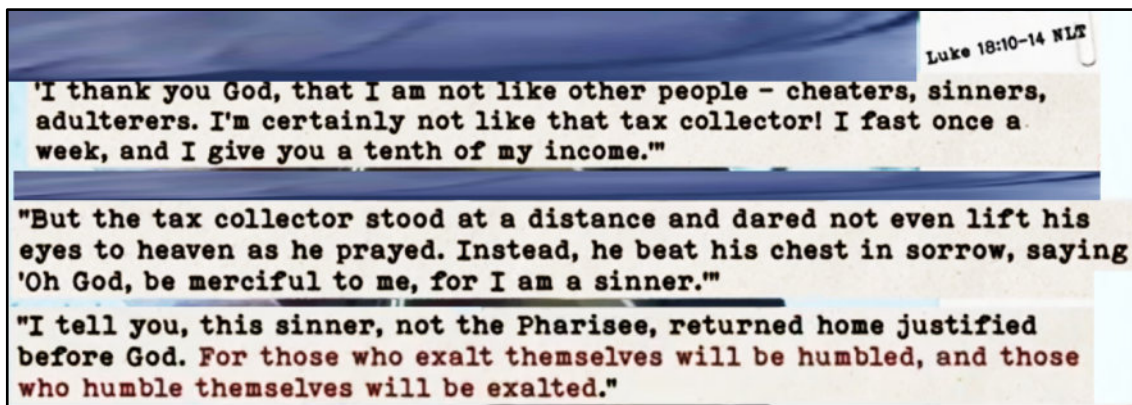 Luke 18:10-14 NLT
'I thank you God, that I am not like other people - cheaters, sinners,
adulterers. I'm certainly not like that tax collector! I fast once a
week, and I give you a tenth of my income.'"
"But the tax collector stood at a distance and dared not even lift his
eyes to heaven as he prayed. Instead, he beat his chest in sorrow, saying
'Oh God, be merciful to me, for I am a sinner.'"
"I tell you, this sinner, not the Pharisee, returned home justified
before God. For those who exalt themselves will be humbled, and those
who humble themselves will be exalted."